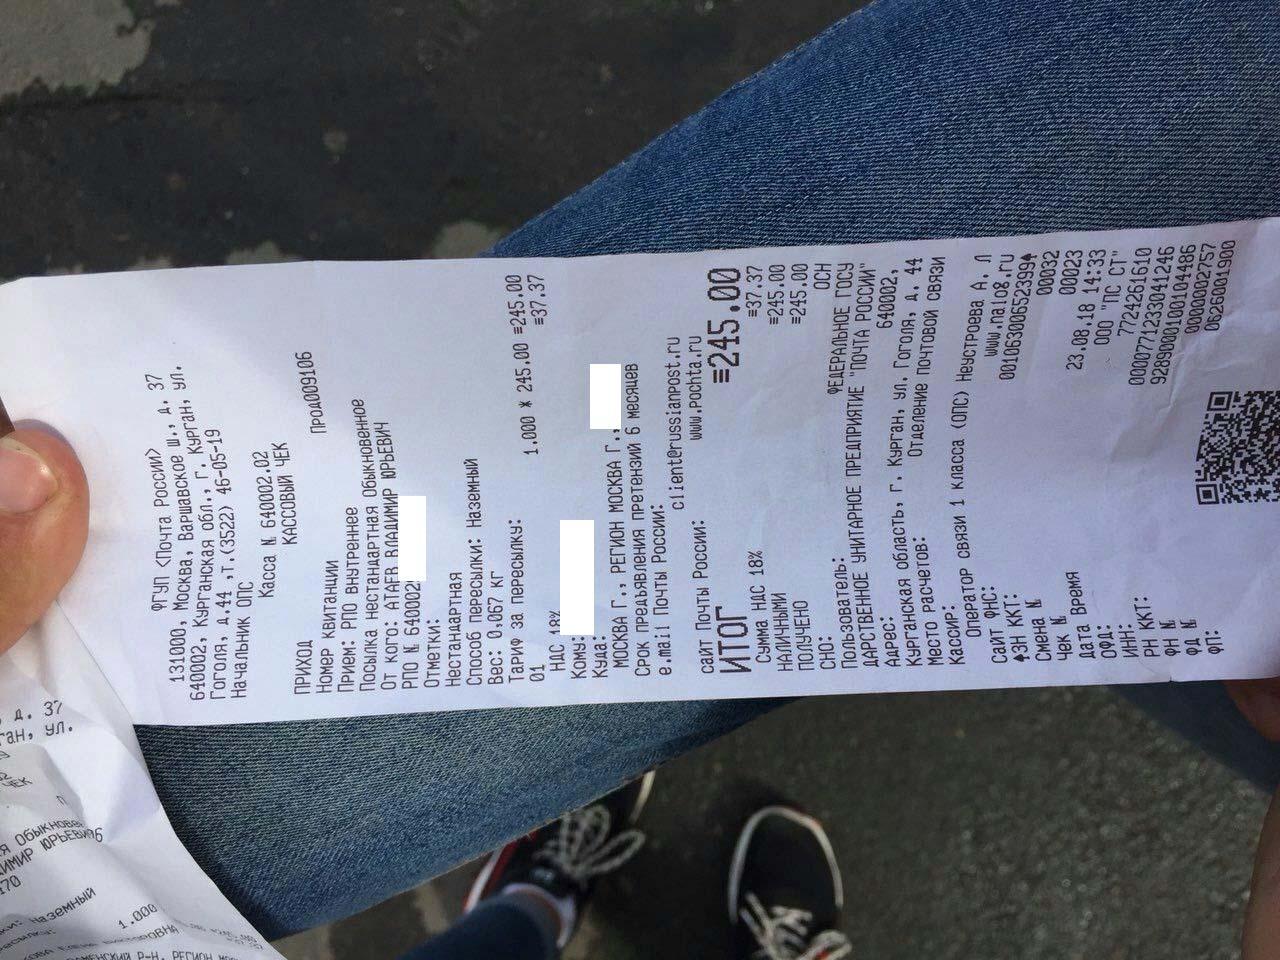 ФГУП <Почта России>
131000, Москва, Варшавское ш., д. 37
640002, Курганская обл., г. Курган, ул.
Гоголя, д.44 ,т.(3522) 46-05-19
Начальник ОПС
Касса № 640002.02
КАССОВЫЙ ЧЕК
ПРИХОД
Номер квитанции Прод009106
Прием: РПО внутреннее
Посылка нестандартная Обыкновенное
От кого: АТАЕВ ВЛАДИМИР ЮРЬЕВИЧ
РПО № 640002
Отметки:
Нестандартная
Способ пересылки: Наземный
Вес: 0.067 кг
Тариф за пересылку:
01 1.000 * 245.00 ≡245.00
НДС 18% ≡37.37
Кому:
Куда:
МОСКВА Г., РЕГИОН МОСКВА Г.,
Срок предъявления претензий 6 месяцев
e.mail Почты России:
client@russianpost.ru
сайт Почты России: www.pochta.ru
ИТОГ ≡245.00
Сумма НДС 18% ≡37.37
НАЛИЧНЫМИ ≡245.00
ПОЛУЧЕНО ≡245.00
СНО: ОСН
Пользователь: ФЕДЕРАЛЬНОЕ ГОСУ
ДАРСТВЕННОЕ УНИТАРНОЕ ПРЕДПРИЯТИЕ "ПОЧТА РОССИИ"
Адрес: 640002,
Курганская область, г. Курган, ул. Гоголя, д. 44
Место расчетов: Отделение почтовой связи
Кассир:
Оператор связи 1 класса (ОПС) Неустроева А. Л
Сайт ФНС: www.nalog.ru
ЗН ККТ: 00106300652399
Смена № 00032
Чек № 00023
Дата Время 23.08.18 14:33
ОФД: ООО "ПС СТ"
ИНН: 7724261610
РН ККТ: 0000771233041246
ФН № 9289000100104486
ФД № 0000002757
ФП: 0626001900
д. 37
ган, ул.
ЧЕК
Наземный
1.000